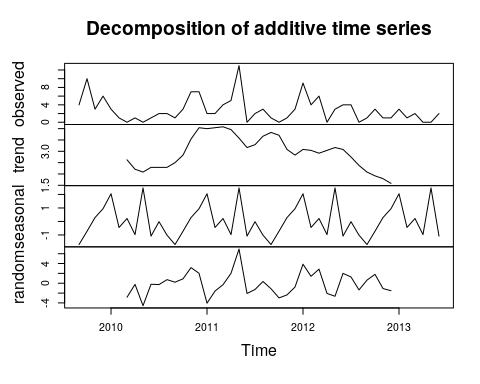 Decomposition of additive time series
observed
0 4 8
trend
1.5 3.0
seasonal
-1 1
random
-4 0 4
2010 2011 2012 2013
Time